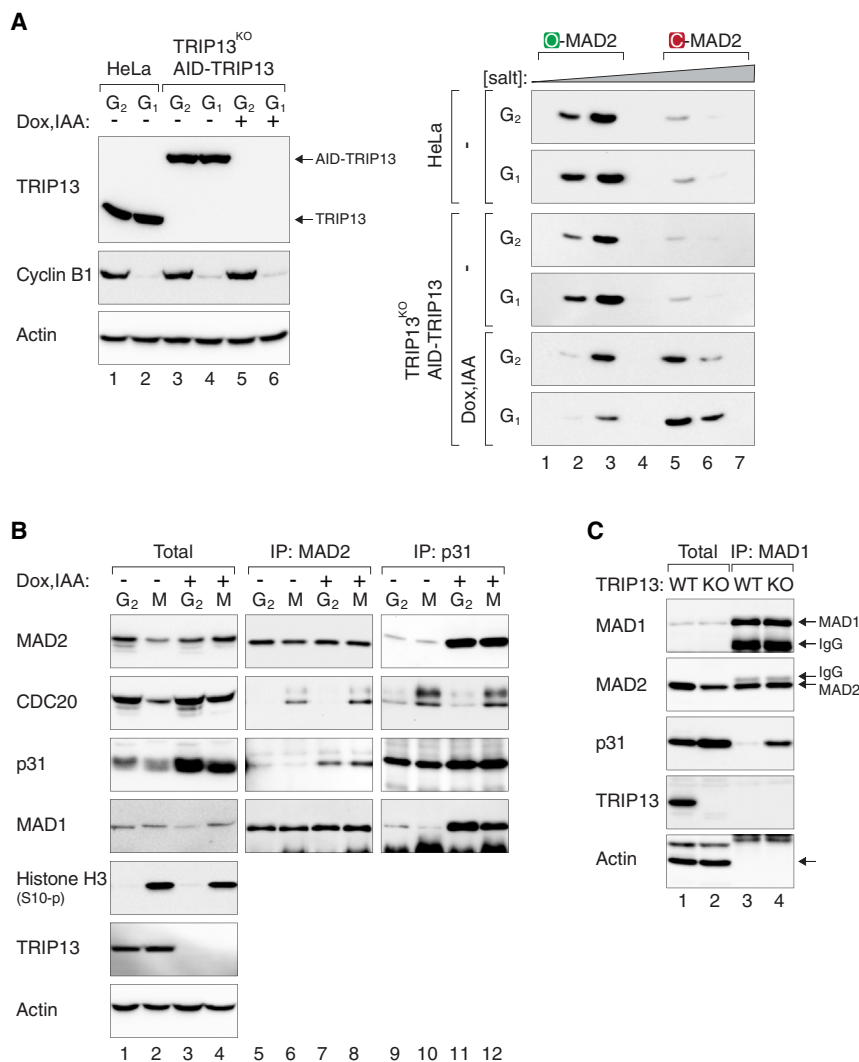 A
HeLa
TRIP13KO
AID-TRIP13
G2 G1 G2 G1 G2 G1
Dox,IAA: - - - - + +
TRIP13
AID-TRIP13
TRIP13
Cyclin B1
Actin
1 2 3 4 5 6
O-MAD2 C-MAD2
[salt]:
HeLa
-
G2
G1
TRIP13KO
AID-TRIP13
-
G2
G1
Dox,IAA
G2
G1
1 2 3 4 5 6 7
B
Total IP: MAD2 IP: p31
Dox,IAA: - - + + - - + + - - + +
G2 M G2 M G2 M G2 M G2 M G2 M
MAD2
CDC20
p31
MAD1
Histone H3
(S10-p)
TRIP13
Actin
1 2 3 4 5 6 7 8 9 10 11 12
C
Total IP: MAD1
TRIP13: WT KO WT KO
MAD1
MAD1
IgG
MAD2
IgG
MAD2
p31
TRIP13
Actin
1 2 3 4